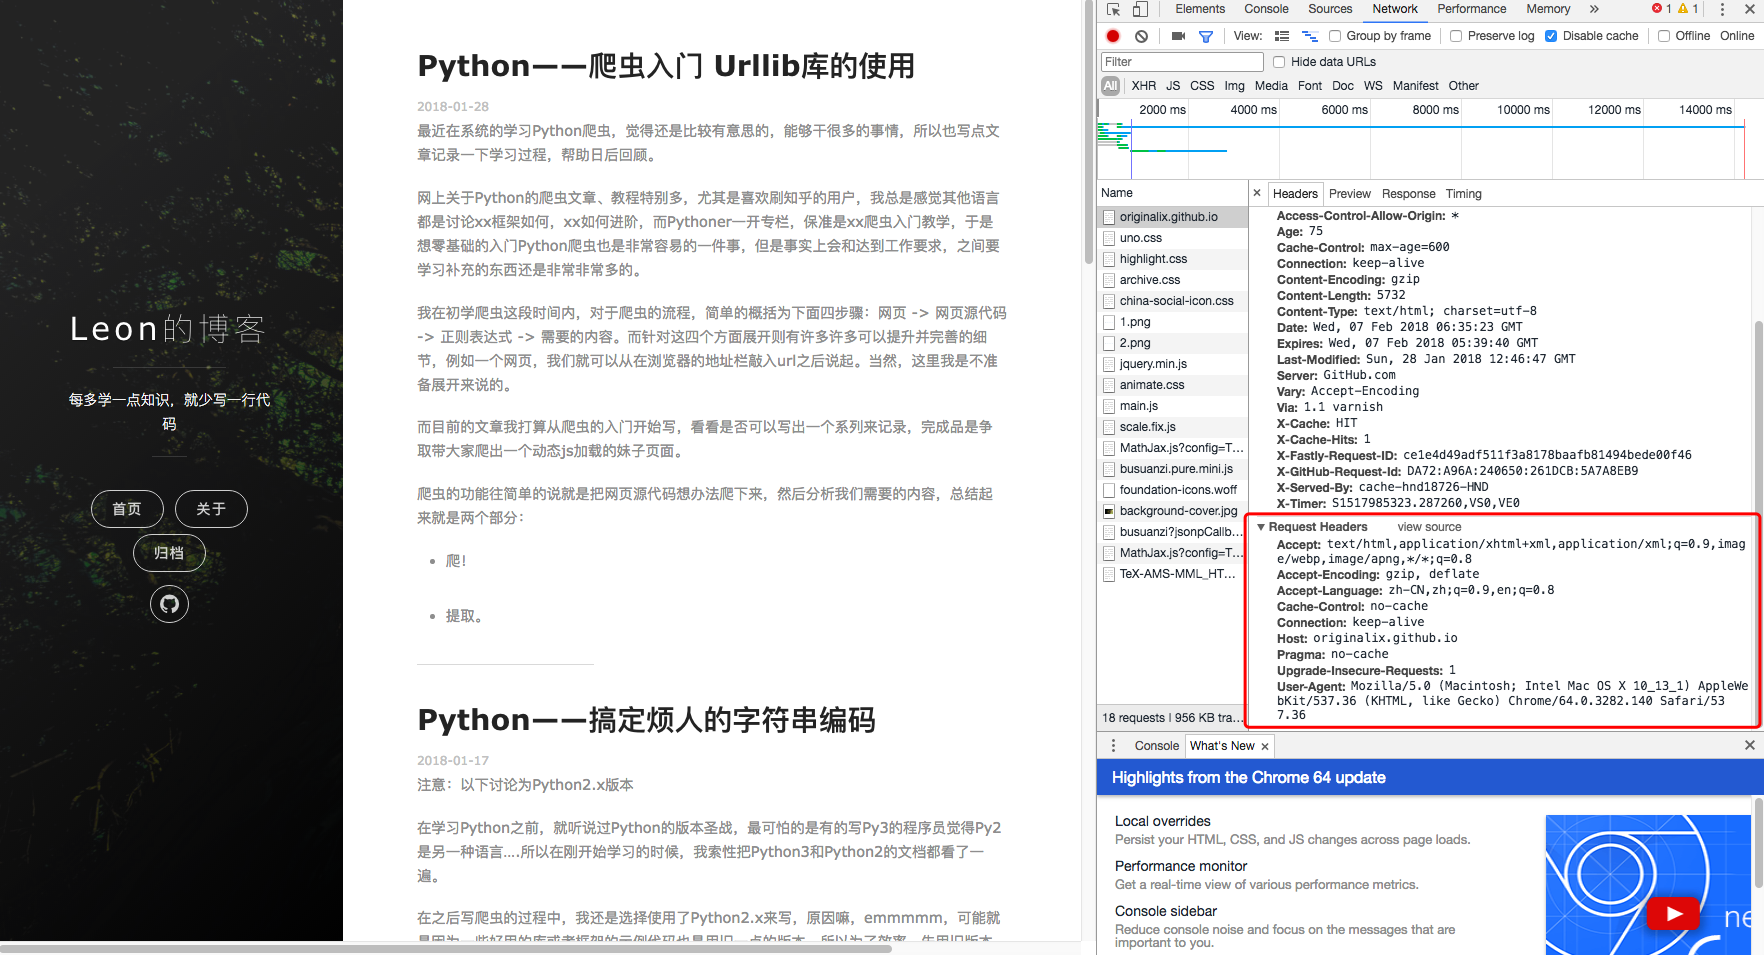 Leon的博客
每多学一点知识，就少写一行代
码
首页
关于
归档
Python——爬虫入门 Urllib库的使用
2018-01-28
最近在系统的学习Python爬虫，觉得还是比较有意思的，能够干很多的事情，所以也写点文
章记录一下学习过程，帮助日后回顾。
网上关于Python的爬虫文章、教程特别多，尤其是喜欢刷知乎的用户，我总是感觉其他语言
都是讨论xx框架如何，xx如何进阶，而Pythoner一开专栏，保准是xx爬虫入门教学，于是
想零基础的入门Python爬虫也是非常容易的一件事，但是事实上会和达到工作要求，之间要
学习补充的东西还是非常非常多的。
我在初学爬虫这段时间内，对于爬虫的流程，简单的概括为下面四步骤：网页 -> 网页源代码
-> 正则表达式 -> 需要的内容。而针对这四个方面展开则有许多许多可以提升并完善的细
节，例如一个网页，我们就可以从在浏览器的地址栏敲入url之后说起。当然，这里我是不准
备展开来说的。
而目前的文章我打算从爬虫的入门开始写，看看是否可以写出一个系列来记录，完成品是争
取带大家爬出一个动态js加载的妹子页面。
爬虫的功能往简单的说就是把网页源代码想办法爬下来，然后分析我们需要的内容，总结起
来就是两个部分：
• 爬！
• 提取。
Python——搞定烦人的字符串编码
2018-01-17
注意：以下讨论为Python2.x版本
在学习Python之前，就听说过Python的版本圣战，最可怕的是有的写Py3的程序员觉得Py2
是另一种语言....所以在刚开始学习的时候，我索性把Python3和Python2的文档都看了一
遍。
在之后写爬虫的过程中，我还是选择使用了Python2.x来写，原因嘛，emmmmm，可能就
Elements Console Sources Network Performance Memory » 1 1
View: Group by frame Preserve log Disable cache Offline Online
Filter Hide data URLs
All XHR JS CSS Img Media Font Doc WS Manifest Other
2000 ms 4000 ms 6000 ms 8000 ms 10000 ms 12000 ms 14000 ms
Name
originalix.github.io
uno.css
highlight.css
archive.css
china-social-icon.css
1.png
2.png
jquery.min.js
animate.css
main.js
scale.fix.js
MathJax.js?config=T...
busuanzi.pure.mini.js
foundation-icons.woff
background-cover.jpg
busuanzi?jsonpCallb...
MathJax.js?config=T...
TeX-AMS-MML_HT...
18 requests | 956 KB tra...
× Headers Preview Response Timing
Access-Control-Allow-Origin: *
Age: 75
Cache-Control: max-age=600
Connection: keep-alive
Content-Encoding: gzip
Content-Length: 5732
Content-Type: text/html; charset=utf-8
Date: Wed, 07 Feb 2018 06:35:23 GMT
Expires: Wed, 07 Feb 2018 05:39:40 GMT
Last-Modified: Sun, 28 Jan 2018 12:46:47 GMT
Server: GitHub.com
Vary: Accept-Encoding
Via: 1.1 varnish
X-Cache: HIT
X-Cache-Hits: 1
X-Fastly-Request-ID: ce1e4d49adf511f3a8178baafb81494bede00f46
X-GitHub-Request-Id: DA72:A96A:240650:261DCB:5A7A8EB9
X-Served-By: cache-hnd18726-HND
X-Timer: S1517985323.287260,VS0,VE0
▼ Request Headers view source
Accept: text/html,application/xhtml+xml,application/xml;q=0.9,imag
e/webp,image/apng,*/*;q=0.8
Accept-Encoding: gzip, deflate
Accept-Language: zh-CN,zh;q=0.9,en;q=0.8
Cache-Control: no-cache
Connection: keep-alive
Host: originalix.github.io
Pragma: no-cache
Upgrade-Insecure-Requests: 1
User-Agent: Mozilla/5.0 (Macintosh; Intel Mac OS X 10_13_1) AppleWe
bKit/537.36 (KHTML, like Gecko) Chrome/64.0.3282.140 Safari/53
7.36
Console What's New ×
Highlights from the Chrome 64 update
Local overrides
Persist your HTML, CSS, and JS changes across page loads.
Performance monitor
Get a real-time view of various performance metrics.
Console sidebar
Reduce console noise and focus on the messages that are
important to you.
ne